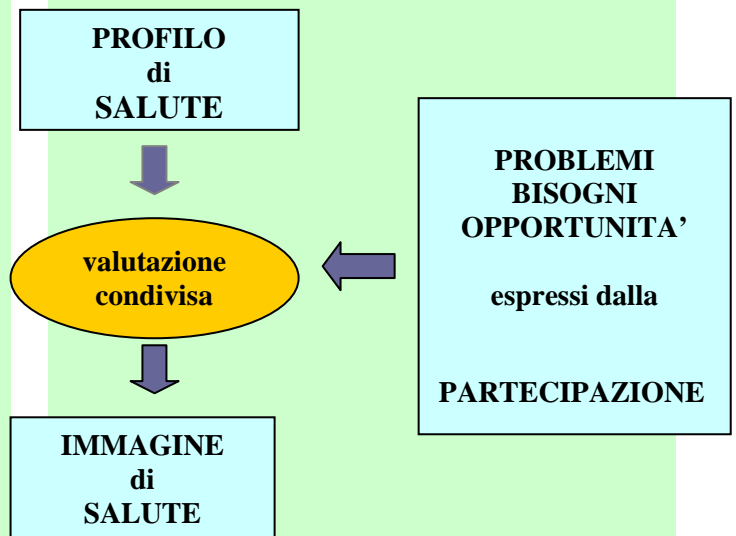 PROFILO
di
SALUTE
PROBLEMI
BISOGNI
OPPORTUNITA’
espressi dalla
PARTECIPAZIONE
valutazione
condivisa
IMMAGINE
di
SALUTE